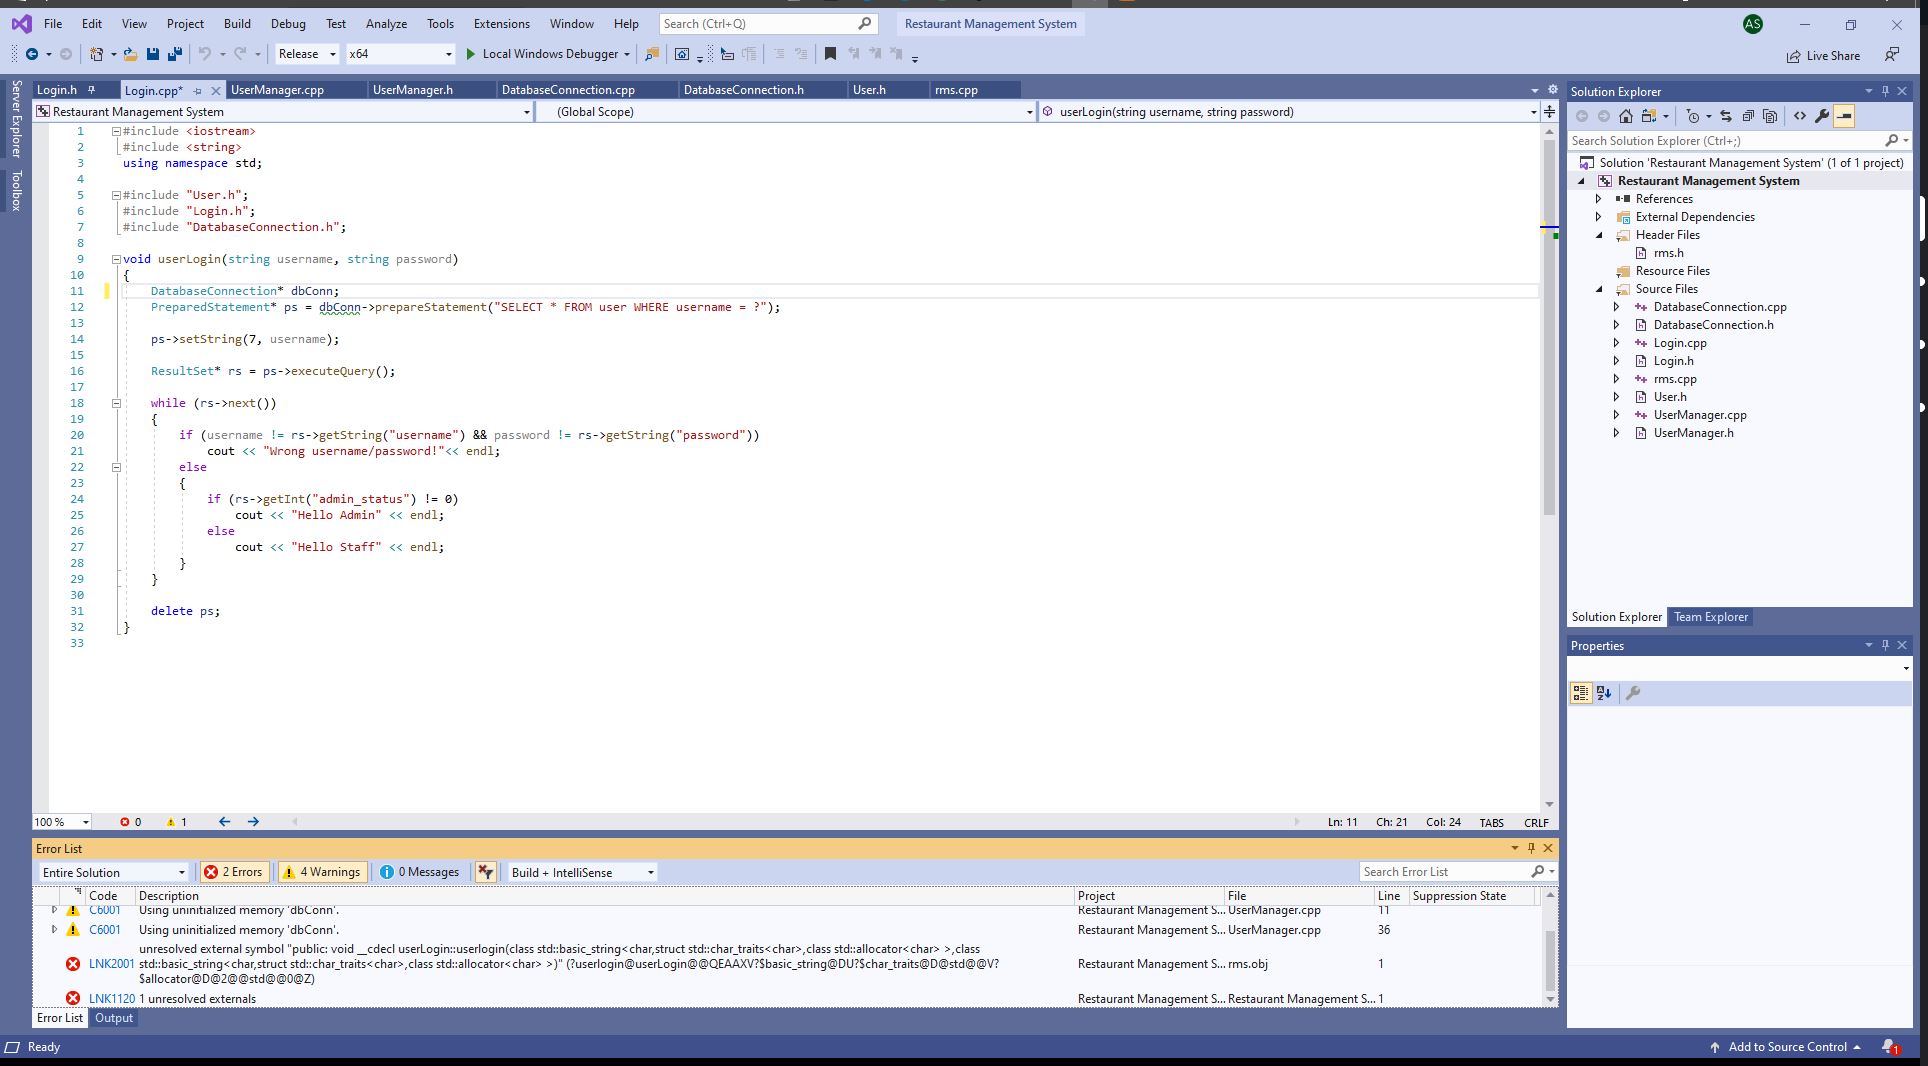 File Edit View Project Build Debug Test Analyze Tools Extensions Window Help Search (Ctrl+Q) Restaurant Management System AS
Release x64 Local Windows Debugger Live Share
Server Explorer
Toolbox
Login.h Login.cpp* UserManager.cpp UserManager.h DatabaseConnection.cpp DatabaseConnection.h User.h rms.cpp
Restaurant Management System (Global Scope) userLogin(string username, string password)
1 #include <iostream>
2 #include <string>
3 using namespace std;
4
5 #include "User.h";
6 #include "Login.h";
7 #include "DatabaseConnection.h";
8
9 void userLogin(string username, string password)
10 {
11 DatabaseConnection* dbConn;
12 PreparedStatement* ps = dbConn->prepareStatement("SELECT * FROM user WHERE username = ?");
13
14 ps->setString(7, username);
15
16 ResultSet* rs = ps->executeQuery();
17
18 while (rs->next())
19 {
20 if (username != rs->getString("username") && password != rs->getString("password"))
21 cout << "Wrong username/password!"<< endl;
22 else
23 {
24 if (rs->getInt("admin_status") != 0)
25 cout << "Hello Admin" << endl;
26 else
27 cout << "Hello Staff" << endl;
28 }
29 }
30
31 delete ps;
32 }
33
100 % 0 1 Ln: 11 Ch: 21 Col: 24 TABS CRLF
Error List
Entire Solution 2 Errors 4 Warnings 0 Messages Build + IntelliSense Search Error List
Code Description Project File Line Suppression State
C6001 Using uninitialized memory 'dbConn'. Restaurant Management S... UserManager.cpp 11
C6001 Using uninitialized memory 'dbConn'. Restaurant Management S... UserManager.cpp 36
unresolved external symbol "public: void __cdecl userLogin::userlogin(class std::basic_string<char,struct std::char_traits<char>,class std::allocator<char> >,class
LNK2001 std::basic_string<char,struct std::char_traits<char>,class std::allocator<char> >)" (?userlogin@userLogin@@QEAAXV?$basic_string@DU?$char_traits@D@std@@V? Restaurant Management S... rms.obj 1
$allocator@D@2@@std@@0@Z)
LNK1120 1 unresolved externals Restaurant Management S... Restaurant Management S... 1
Error List Output
Solution Explorer
Search Solution Explorer (Ctrl+;)
Solution 'Restaurant Management System' (1 of 1 project)
Restaurant Management System
References
External Dependencies
Header Files
rms.h
Resource Files
Source Files
DatabaseConnection.cpp
DatabaseConnection.h
Login.cpp
Login.h
rms.cpp
User.h
UserManager.cpp
UserManager.h
Solution Explorer Team Explorer
Properties
Ready Add to Source Control 1